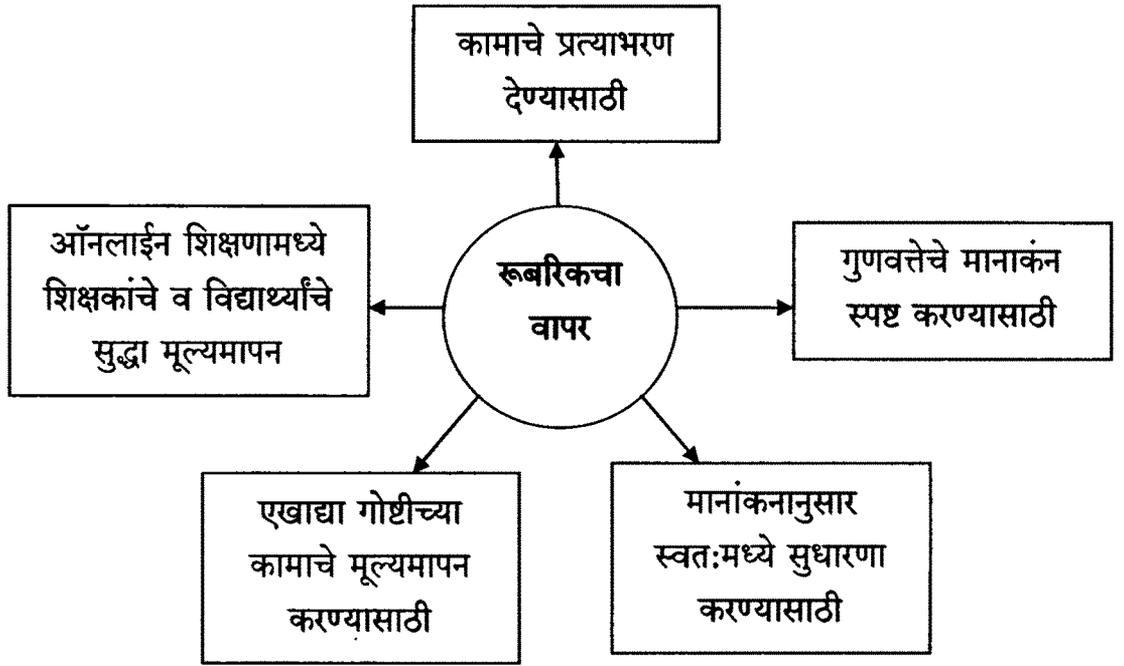 कामाचे प्रत्याभरण
देण्यासाठी
ऑनलाईन शिक्षणामध्ये
शिक्षकांचे व विद्यार्थ्यांचे
सुद्धा मूल्यमापन
रूबरिकचा
वापर
गुणवत्तेचे मानाकंन
स्पष्ट करण्यासाठी
एखाद्या गोष्टीच्या
कामाचे मूल्यमापन
करण्यासाठी
मानांकनानुसार
स्वत:मध्ये सुधारणा
करण्यासाठी